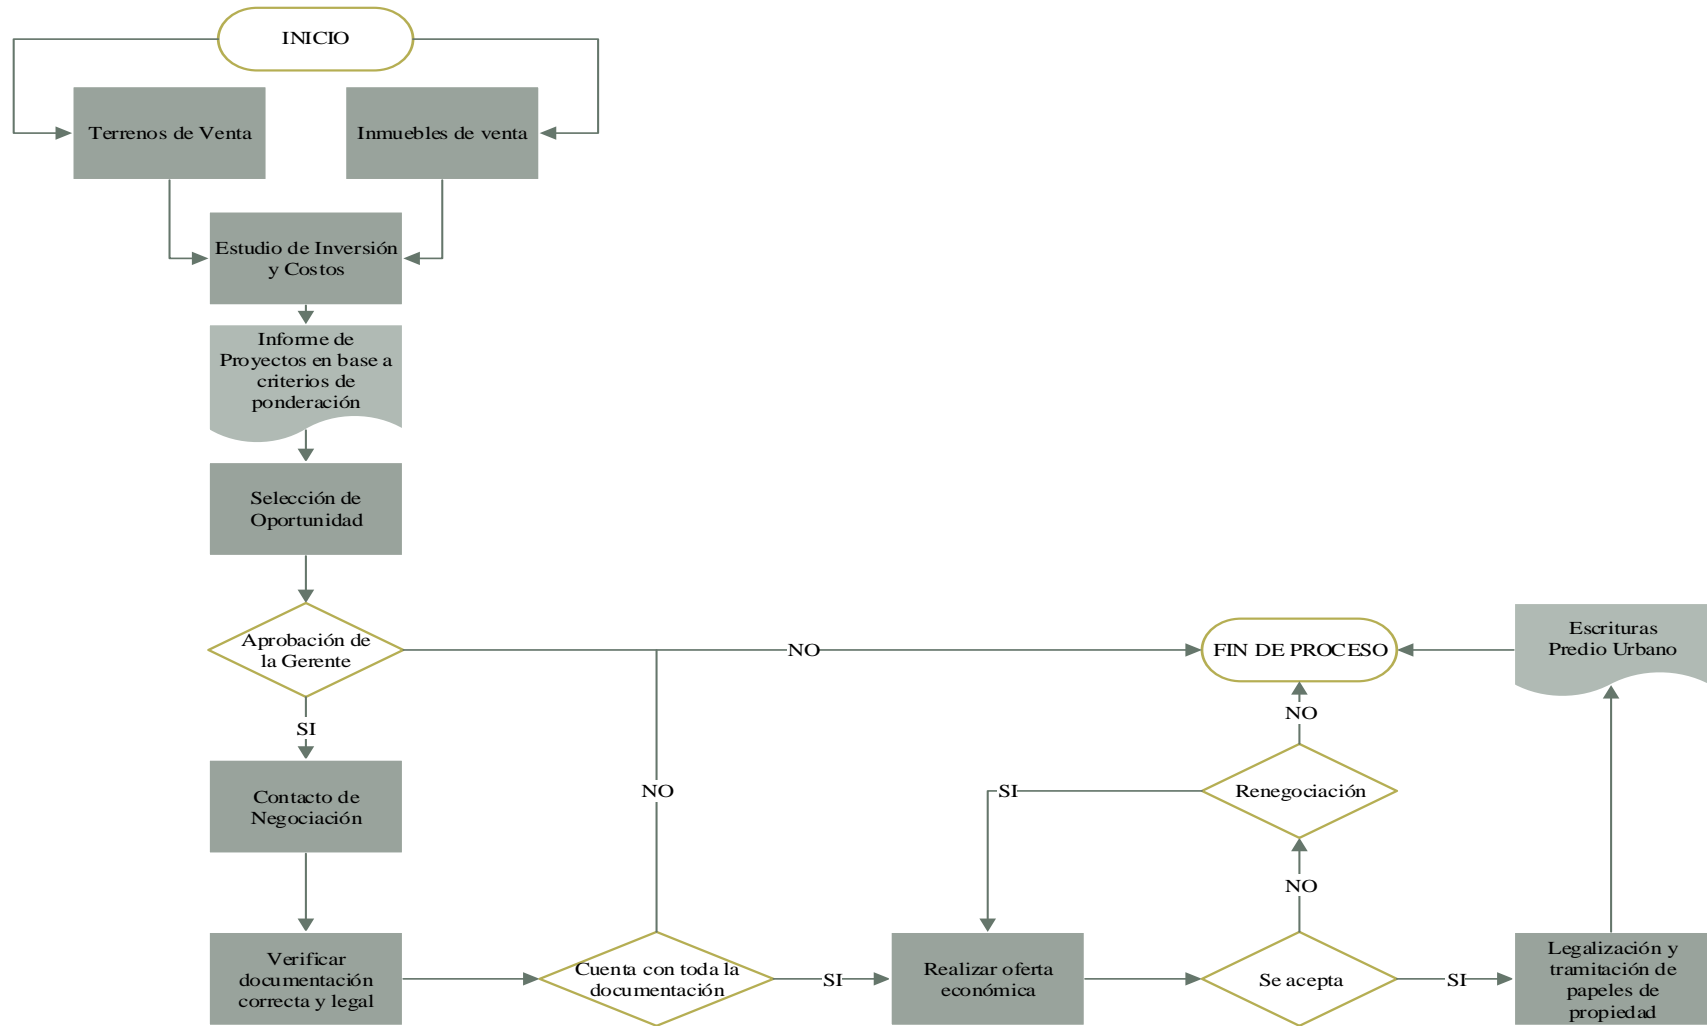 INICIO
Terrenos de Venta
Inmuebles de venta
Estudio de Inversión
y Costos
Informe de
Proyectos en base a
criterios de
ponderación
Selección de
Oportunidad
Aprobación de
la Gerente
NO
FIN DE PROCESO
Escrituras
Predio Urbano
SI
NO
Contacto de
Negociación
NO
SI
Renegociación
NO
Verificar
documentación
correcta y legal
Cuenta con toda la
documentación
SI
Realizar oferta
económica
Se acepta
SI
Legalización y
tramitación de
papeles de
propiedad